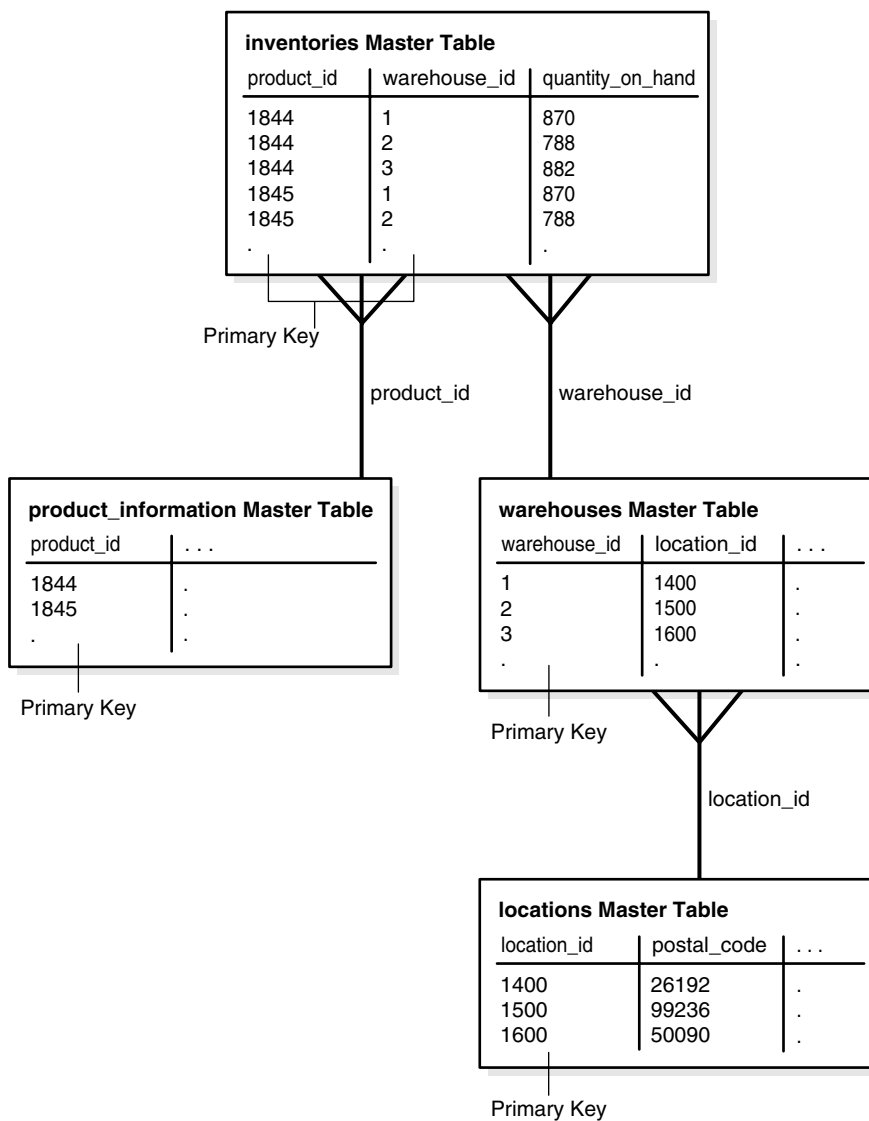 inventories Master Table
product_id warehouse_id quantity_on_hand
1844 1 870
1844 2 788
1844 3 882
1845 1 870
1845 2 788
. . .
Primary Key
product_id
warehouse_id
product_information Master Table
product_id . . .
1844 .
1845 .
. .
Primary Key
warehouses Master Table
warehouse_id location_id . . .
1 1400 .
2 1500 .
3 1600 .
. . .
Primary Key
location_id
locations Master Table
location_id postal_code . . .
1400 26192 .
1500 99236 .
1600 50090 .
Primary Key